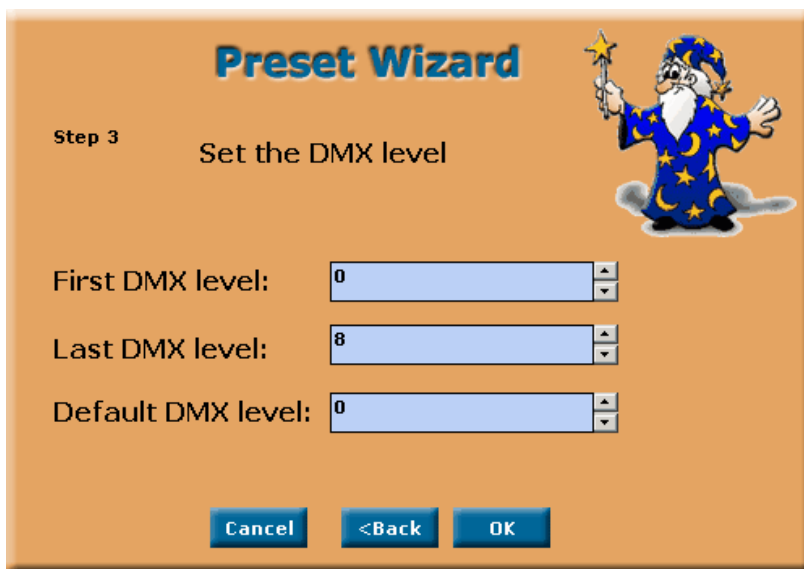 Preset Wizard
Step 3
Set the DMX level
First DMX level: 0
Last DMX level: 8
Default DMX level: 0
Cancel <Back OK